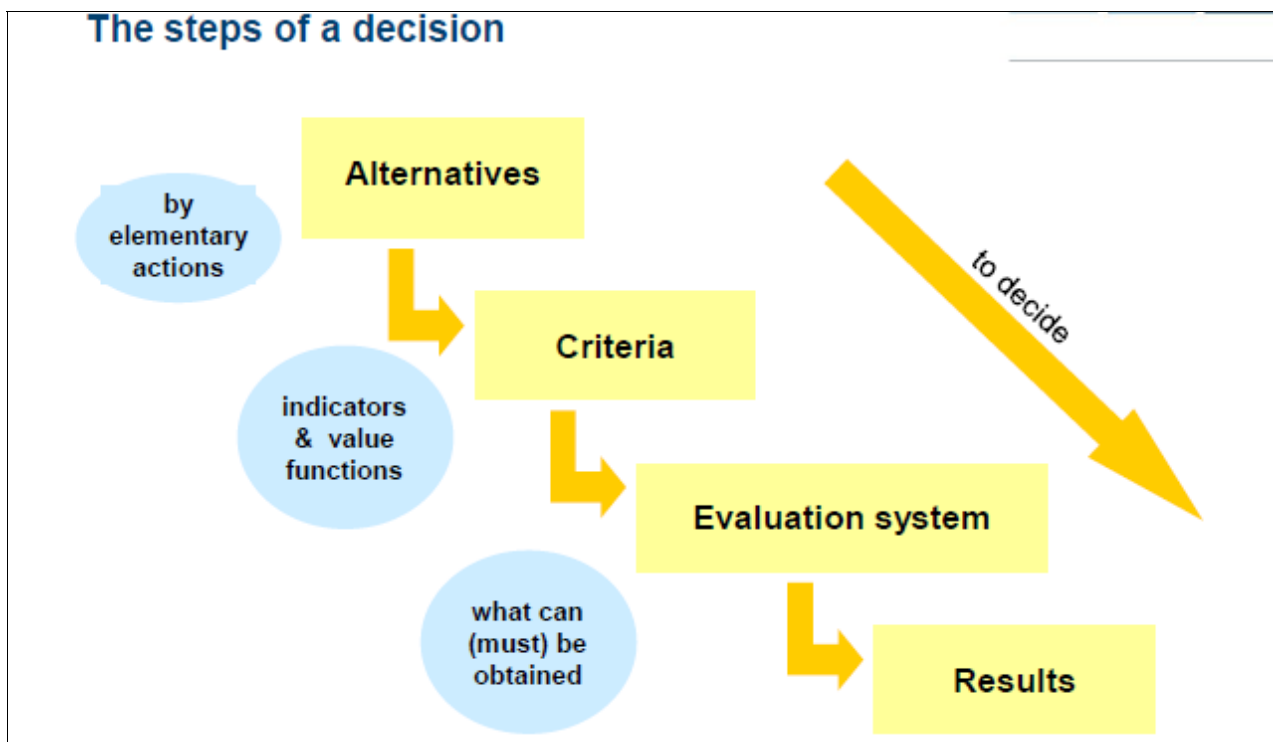 The steps of a decision
Alternatives
by
elementary
actions
to decide
Criteria
indicators
& value
functions
Evaluation system
what can
(must) be
obtained
Results